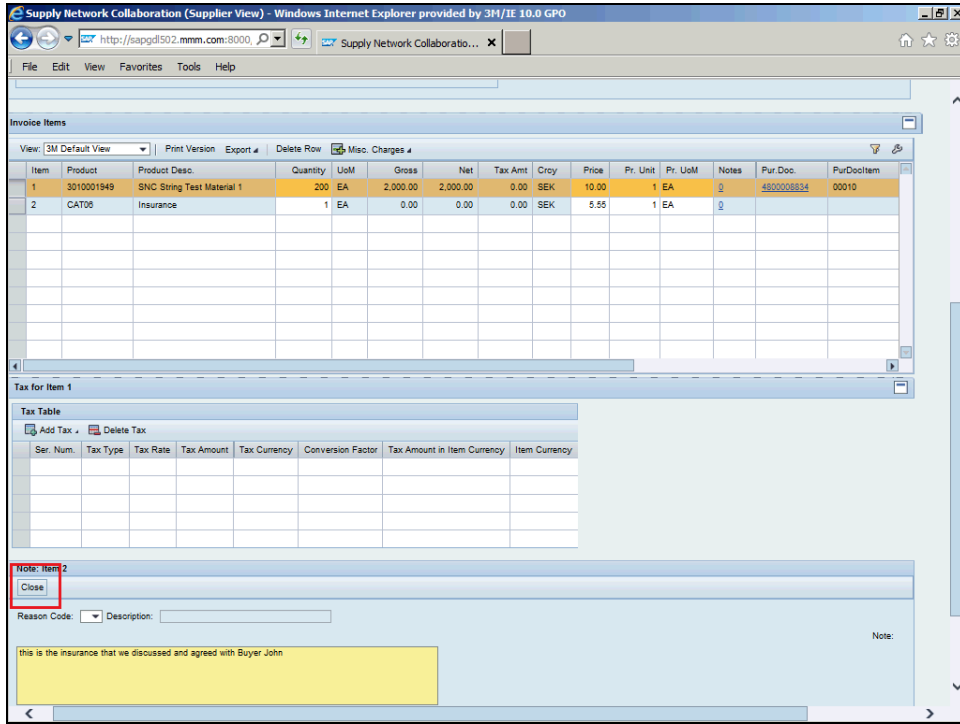 Supply Network Collaboration (Supplier View) - Windows Internet Explorer provided by 3M/IE 10.0 GPO
http://sapgdl502.mmm.com:8000, Supply Network Collaboratio...
File Edit View Favorites Tools Help
Invoice Items
View: 3M Default View Print Version Export Delete Row Misc. Charges
Item Product Product Desc. Quantity UoM Gross Net Tax Amt Crcy Price Pr. Unit Pr. UoM Notes Pur.Doc. PurDocItem
1 3010001949 SNC String Test Material 1 200 EA 2,000.00 2,000.00 0.00 SEK 10.00 1 EA 0 4800008834 00010
2 CAT06 Insurance 1 EA 0.00 0.00 0.00 SEK 5.55 1 EA 0
Tax for Item 1
Tax Table
Add Tax Delete Tax
Ser. Num. Tax Type Tax Rate Tax Amount Tax Currency Conversion Factor Tax Amount in Item Currency Item Currency
Note: Item 2
Close
Reason Code: Description:
Note:
this is the insurance that we discussed and agreed with Buyer John